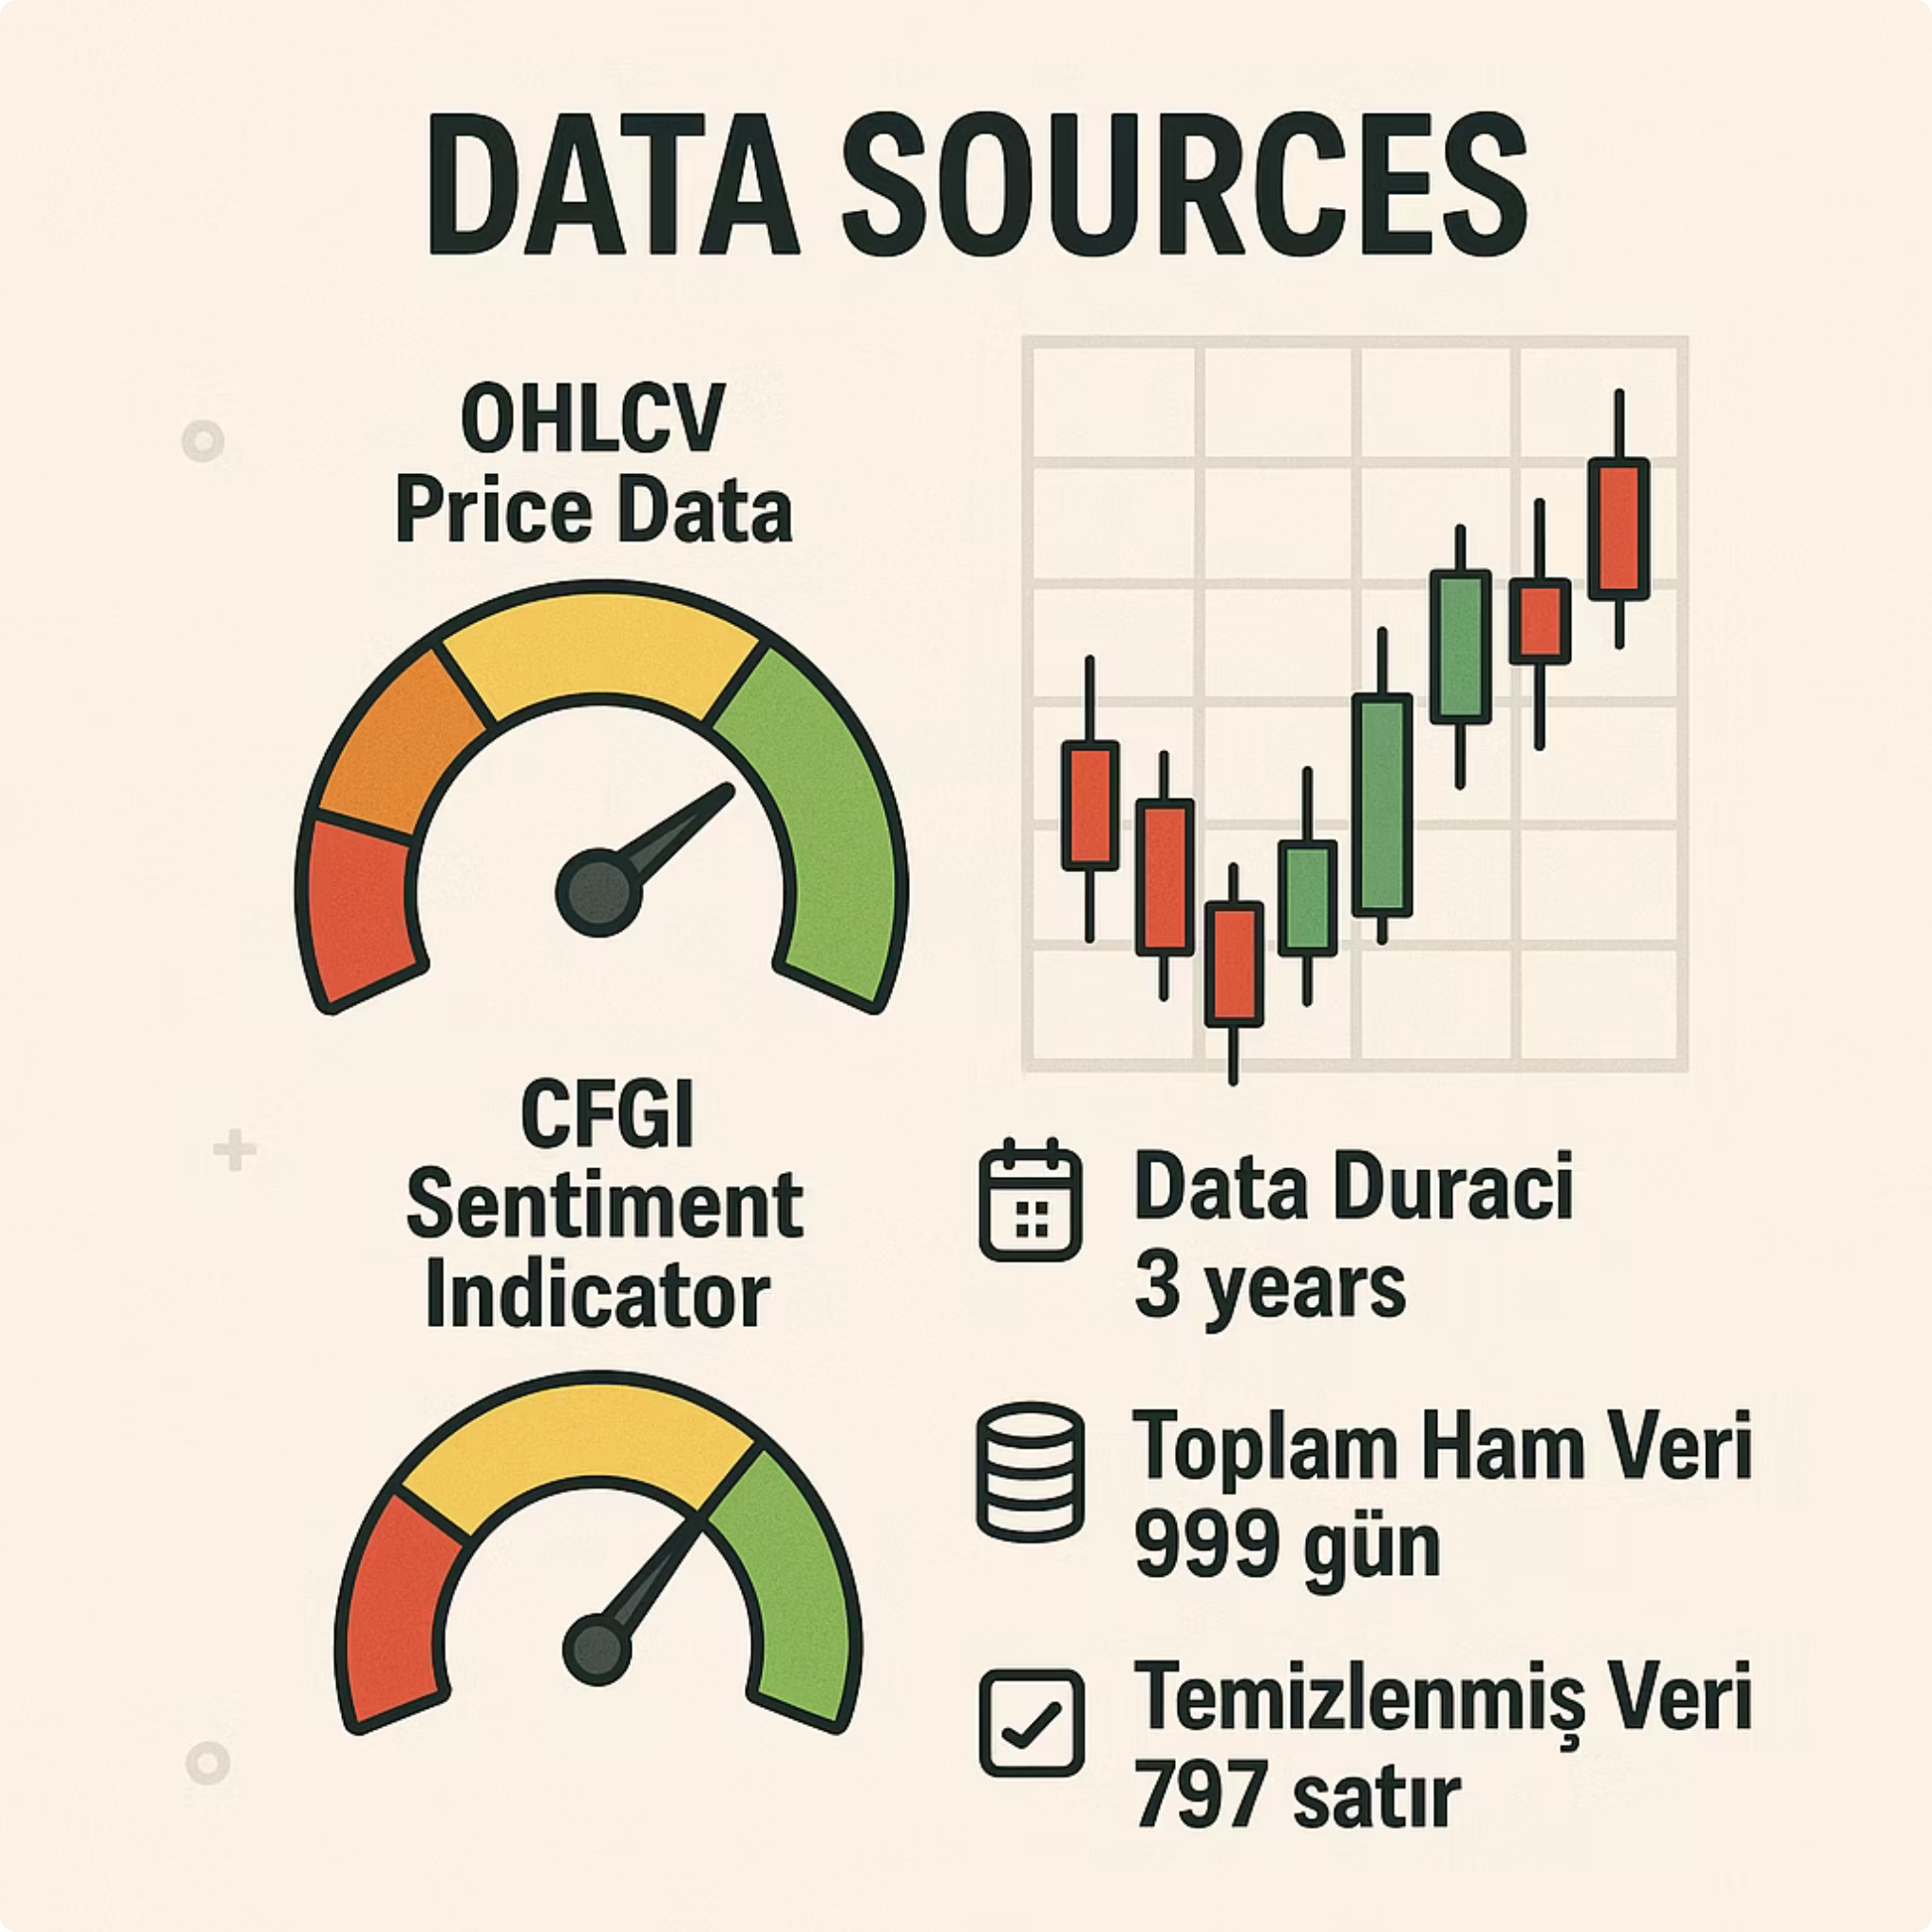 DATA SOURCES
OHLCV
Price Data
CFGI
Sentiment
Indicator
Data Duraci
3 years
Toplam Ham Veri
999 gün
Temizlenmiş Veri
797 satır